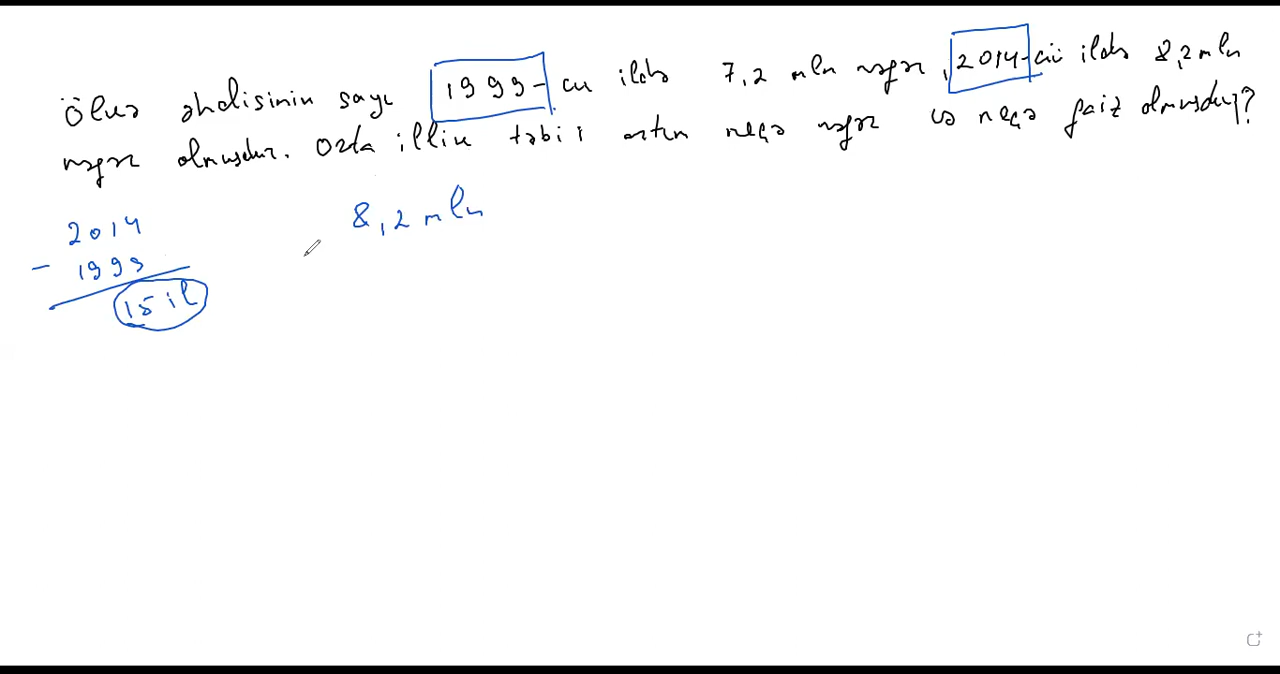 Ölkə əhalisinin sayı 1999-cu ildə 7,2 mln nəfər, 2014-cü ildə 8,2 mln
nəfər olmuşdur. Orta illik təbii artım neçə nəfər və neçə faiz olmuşdur?
8,2 mln
2014
- 1999
15 il